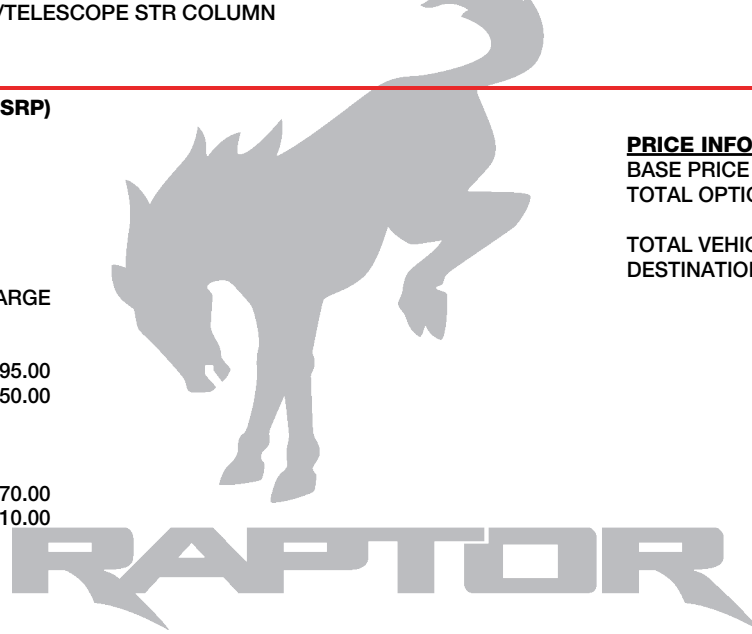 /TELESCOPE STR COLUMN
SRP)
PRICE INFO
BASE PRICE
TOTAL OPTIO
TOTAL VEHIC
DESTINATION
ARGE
95.00
50.00
70.00
10.00
RAPTOR